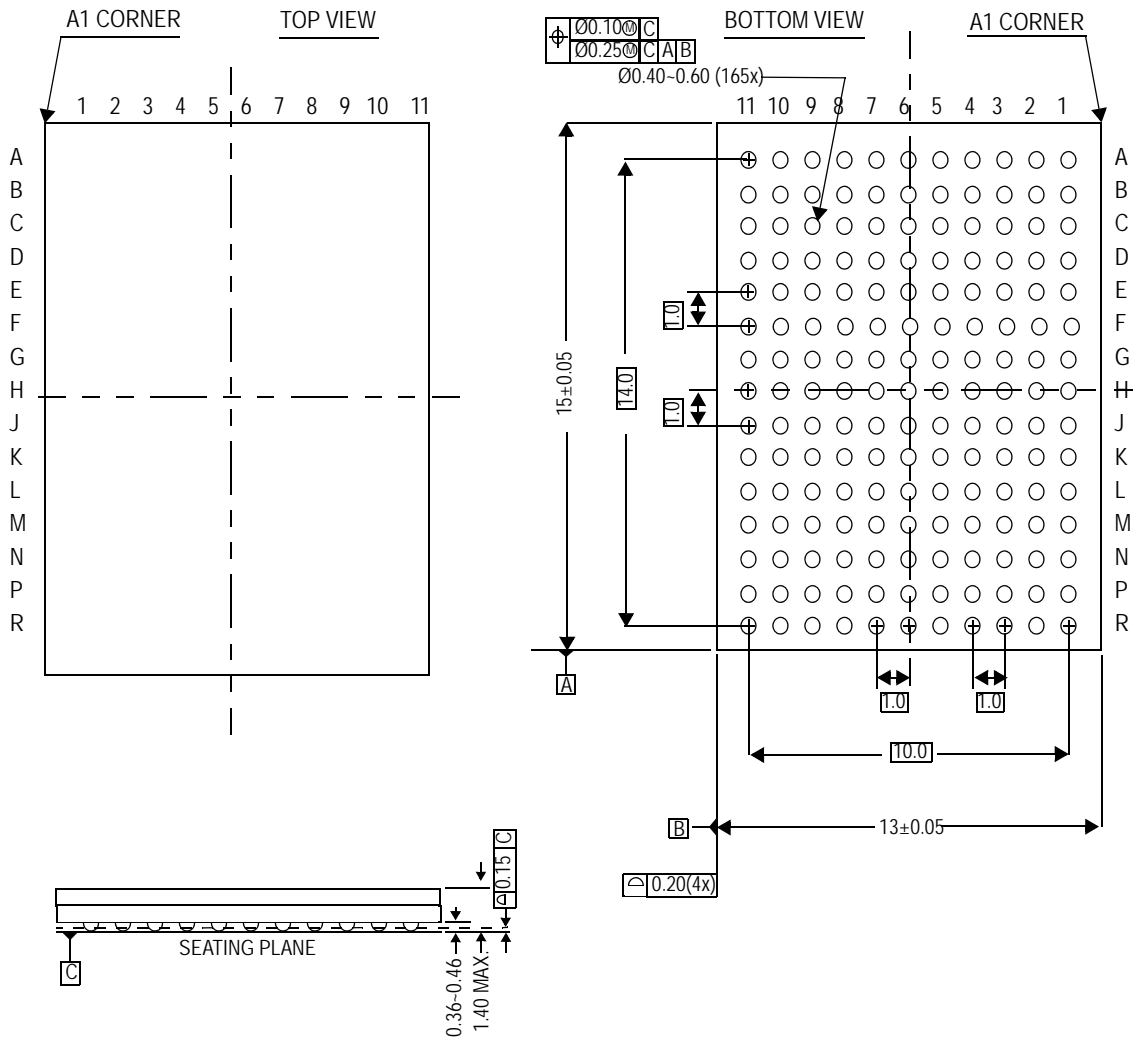 A1 CORNER
TOP VIEW
1 2 3 4 5 6 7 8 9 10 11
A
B
C
D
E
F
G
H
J
K
L
M
N
P
R
Ø0.10Ⓜ C
Ø0.25Ⓜ C A B
Ø0.40~0.60 (165x)
BOTTOM VIEW
A1 CORNER
11 10 9 8 7 6 5 4 3 2 1
A
B
C
D
E
F
G
H
J
K
L
M
N
P
R
1.0
1.0
14.0
15±0.05
A
1.0
1.0
10.0
B
13±0.05
0.20(4x)
SEATING PLANE
C
0.36~0.46
1.40 MAX.
0.15 C